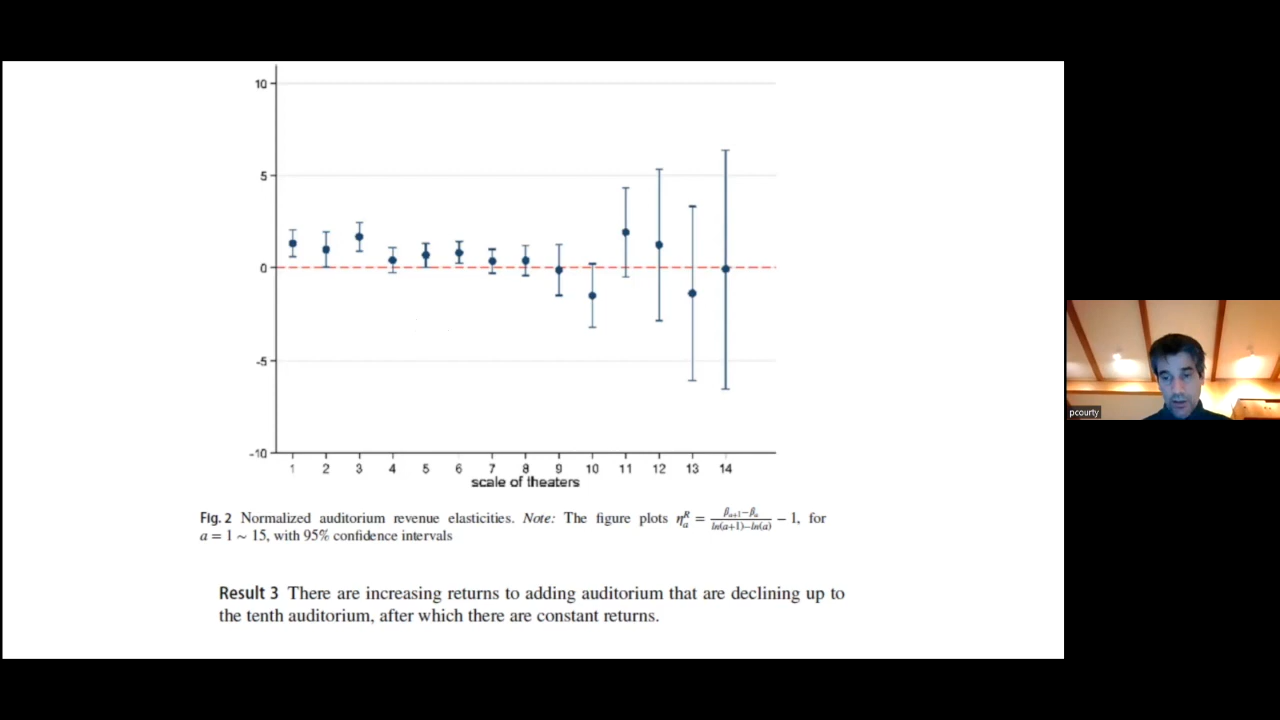 10
5
0
-5
-10
1 2 3 4 5 6 7 8 9 10 11 12 13 14
scale of theaters
pcourty
Fig. 2 Normalized auditorium revenue elasticities. Note: The figure plots η_a^R = (β_{a+1}−β_a)/(ln(a+1)−ln(a)) − 1, for
a = 1 ~ 15, with 95% confidence intervals
Result 3 There are increasing returns to adding auditorium that are declining up to
the tenth auditorium, after which there are constant returns.